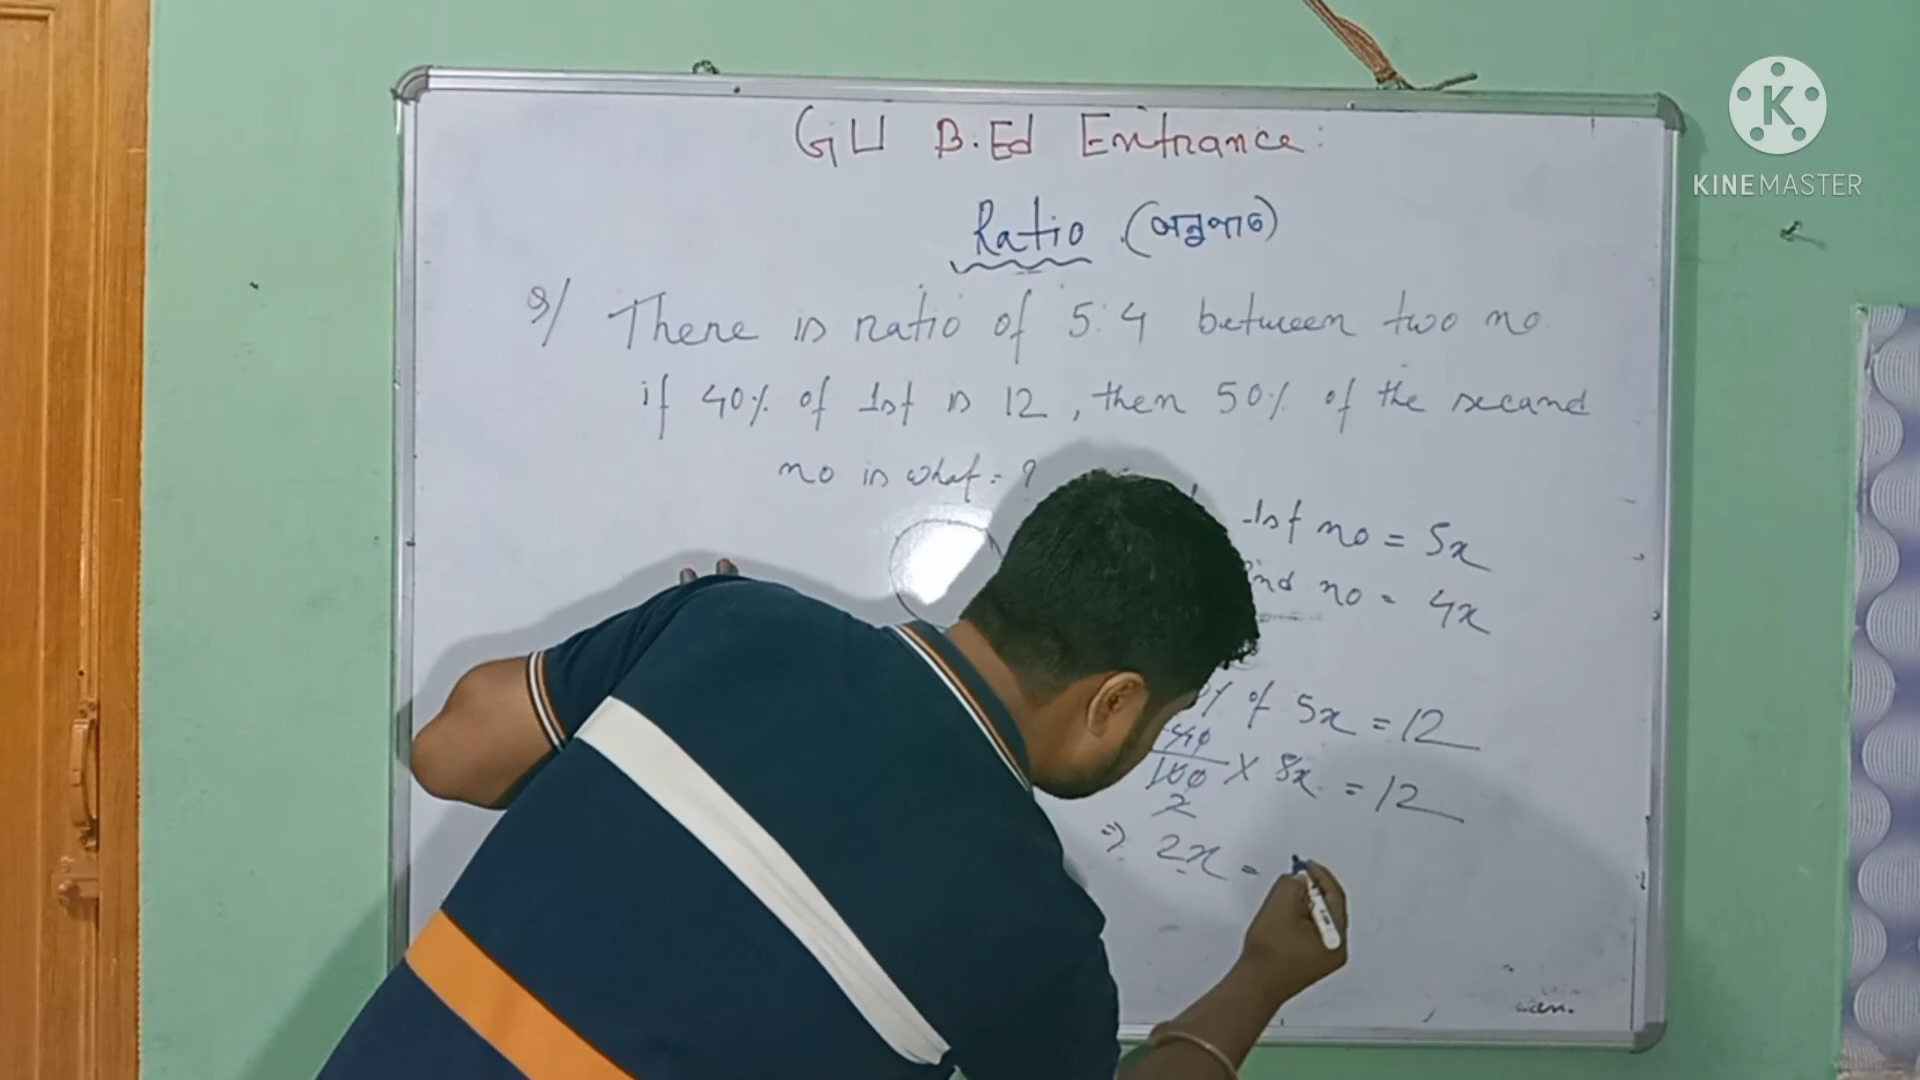 GU B.Ed Entrance:
KINEMASTER
Ratio (অনুপাত)
Q/ There is ratio of 5:4 between two no.
if 40% of 1st is 12, then 50% of the second
no is what = ?
1st no = 5x
2nd no = 4x
% of 5x = 12
40/100 X 5x = 12
2
=> 2x =